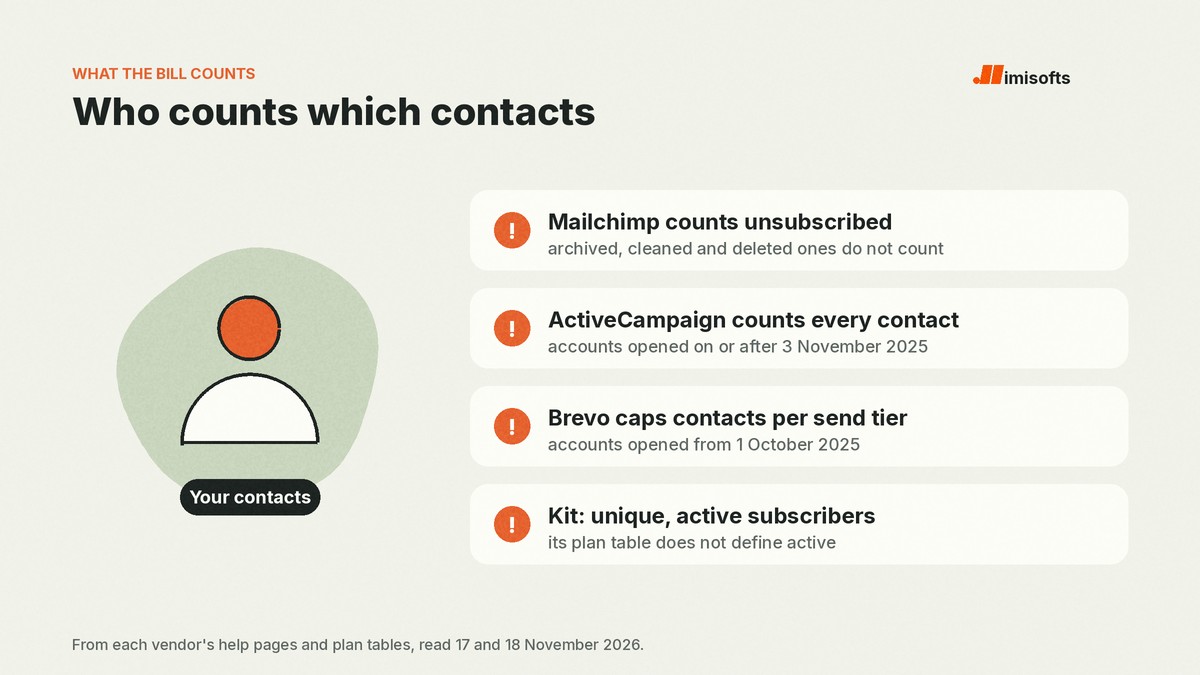 WHAT THE BILL COUNTS
Who counts which contacts
imisofts
Mailchimp counts unsubscribed
archived, cleaned and deleted ones do not count
ActiveCampaign counts every contact
accounts opened on or after 3 November 2025
Brevo caps contacts per send tier
accounts opened from 1 October 2025
Kit: unique, active subscribers
its plan table does not define active
Your contacts
From each vendor's help pages and plan tables, read 17 and 18 November 2026.